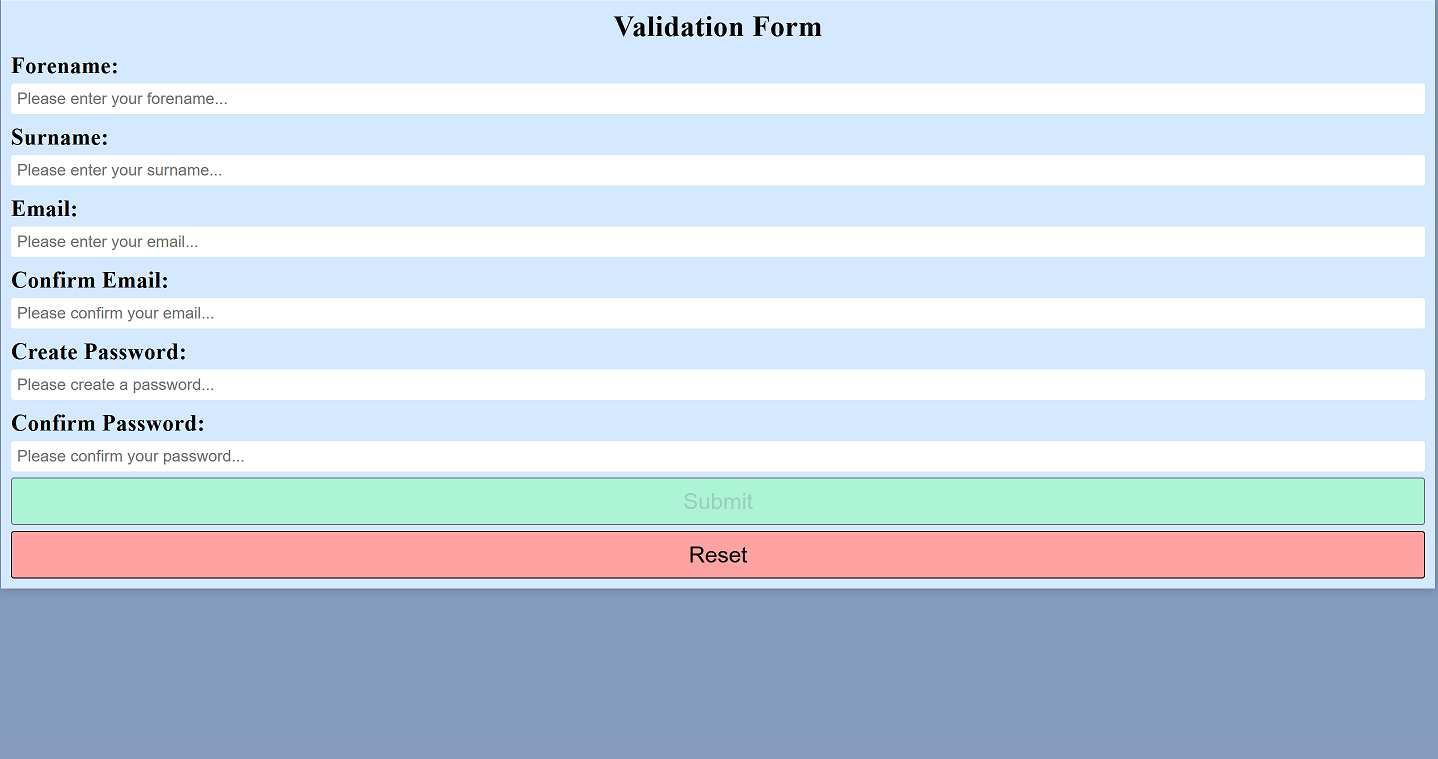 Validation Form
Forename:
Please enter your forename...
Surname:
Please enter your surname...
Email:
Please enter your email...
Confirm Email:
Please confirm your email...
Create Password:
Please create a password...
Confirm Password:
Please confirm your password...
Submit
Reset